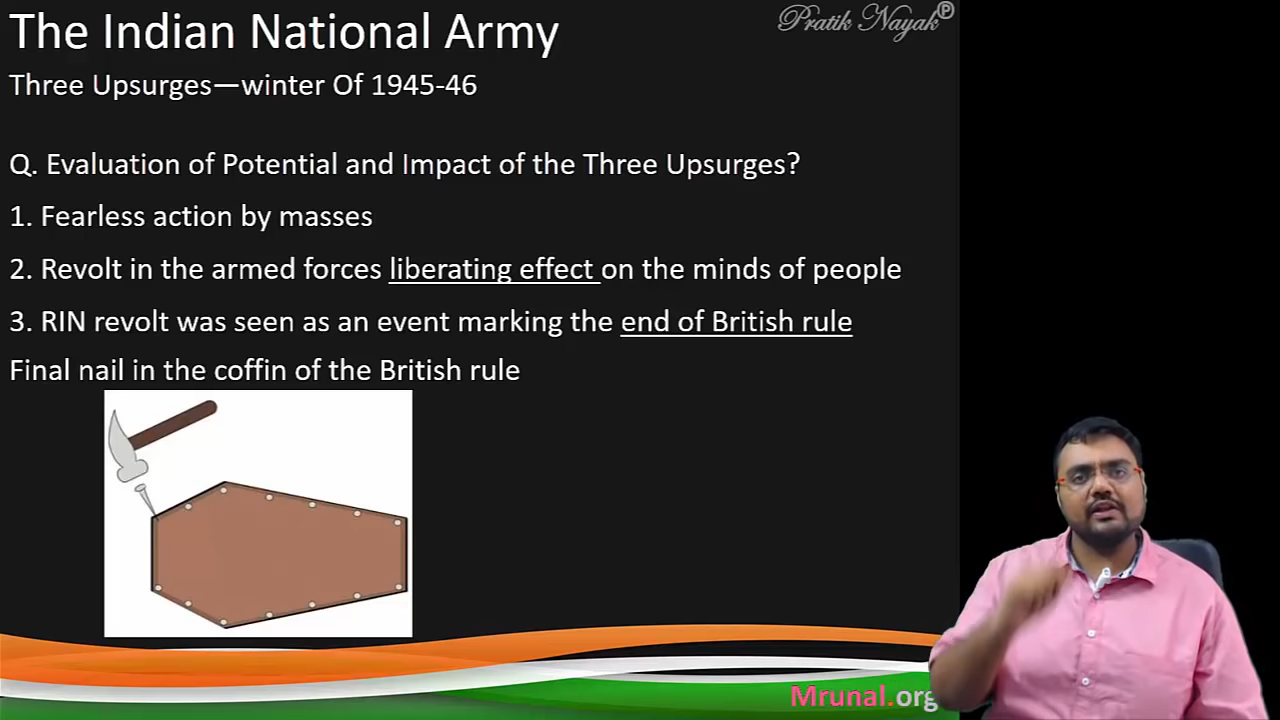 The Indian National Army
Pratik Nayak
Three Upsurges—winter Of 1945-46
Q. Evaluation of Potential and Impact of the Three Upsurges?
1. Fearless action by masses
2. Revolt in the armed forces liberating effect on the minds of people
3. RIN revolt was seen as an event marking the end of British rule
Final nail in the coffin of the British rule
Mrunal.org